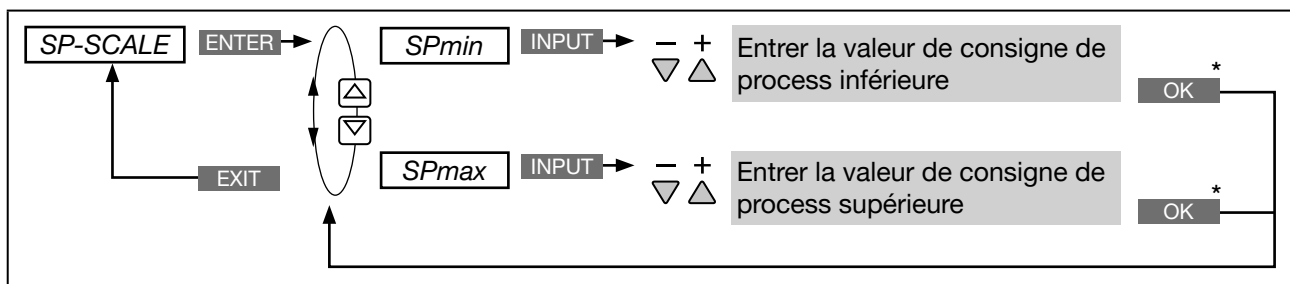 SP-SCALE ENTER SPmin INPUT − + Entrer la valeur de consigne de
process inférieure
OK *
EXIT SPmax INPUT − + Entrer la valeur de consigne de
process supérieure
OK *